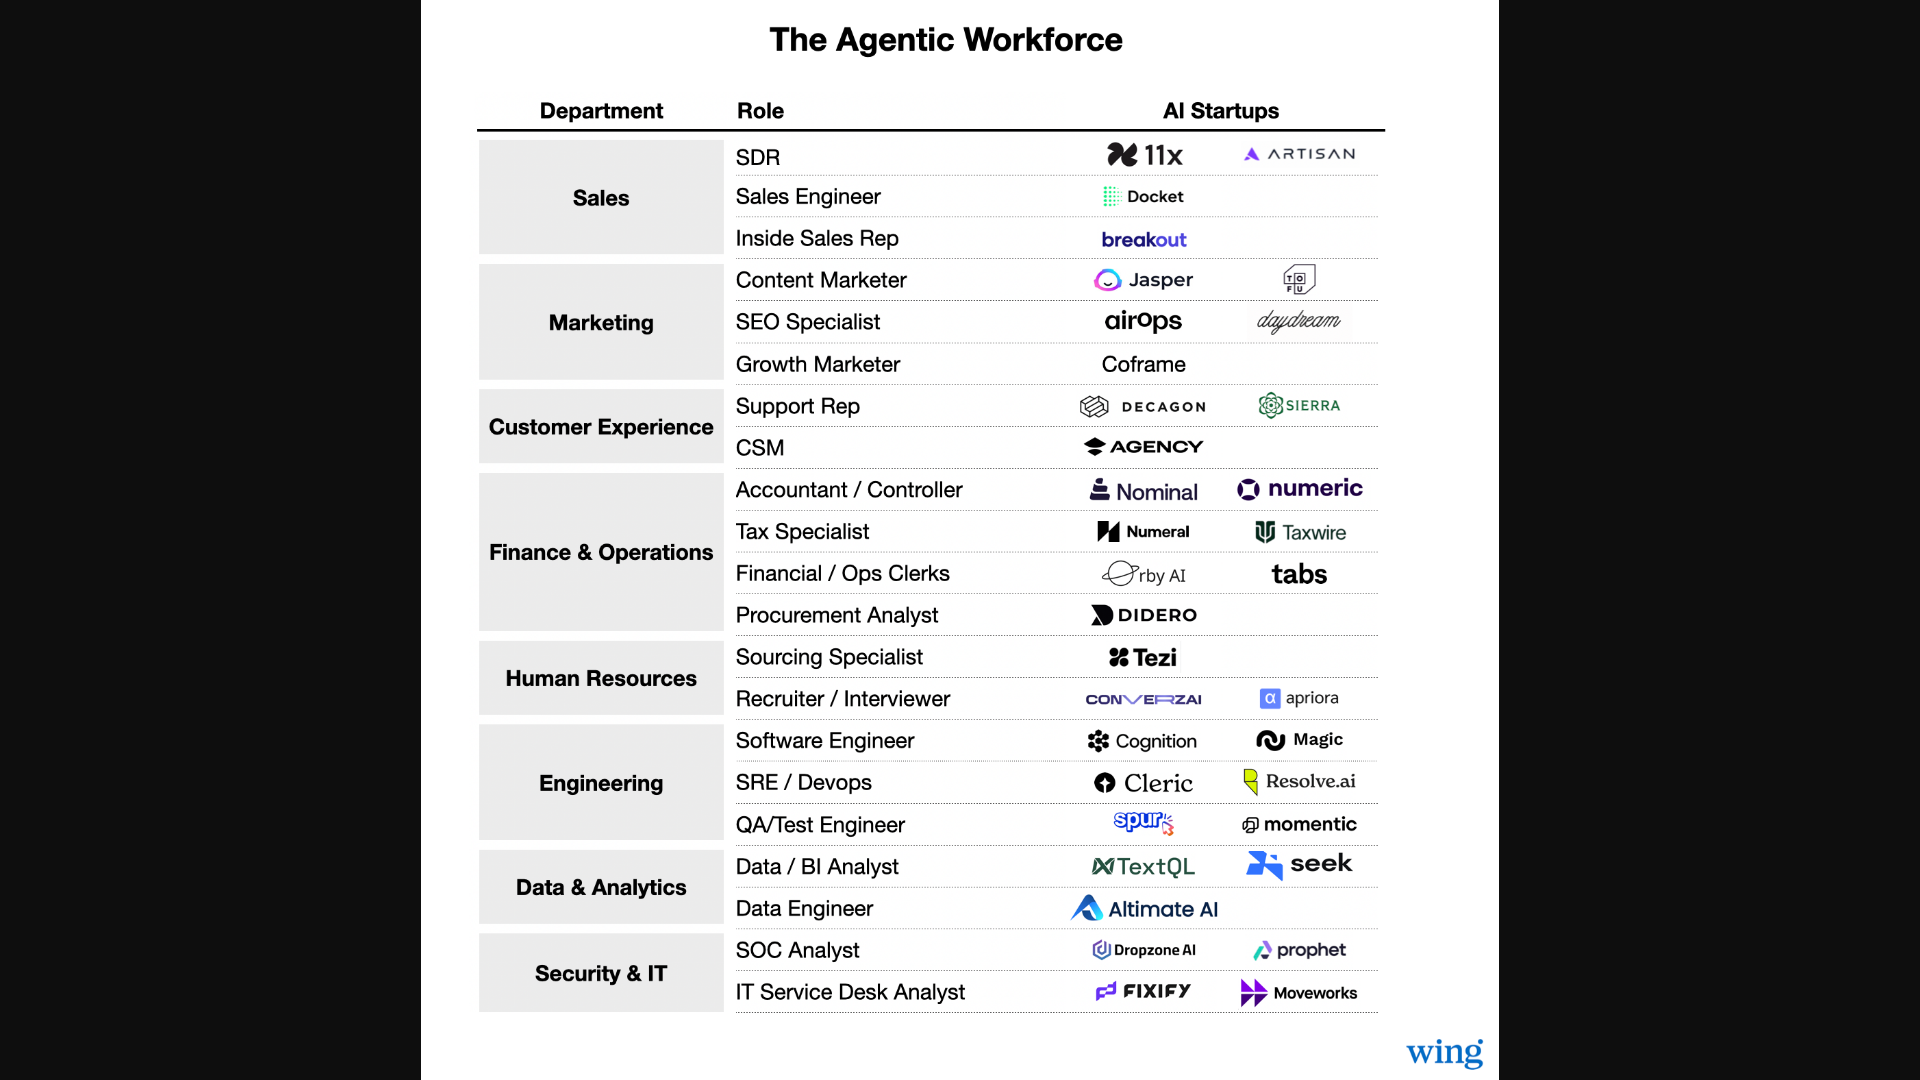 The Agentic Workforce
Department Role AI Startups
Sales
SDR 11x ARTISAN
Sales Engineer Docket
Inside Sales Rep breakout
Marketing
Content Marketer Jasper TOFU
SEO Specialist airOps daydream
Growth Marketer Coframe
Customer Experience
Support Rep DECAGON SIERRA
CSM AGENCY
Finance & Operations
Accountant / Controller Nominal numeric
Tax Specialist Numeral Taxwire
Financial / Ops Clerks Orby AI tabs
Procurement Analyst DIDERO
Human Resources
Sourcing Specialist Tezi
Recruiter / Interviewer CONVERZAI α apriora
Engineering
Software Engineer Cognition Magic
SRE / Devops Cleric Resolve.ai
QA/Test Engineer spur momentic
Data & Analytics
Data / BI Analyst TextQL seek
Data Engineer Altimate AI
Security & IT
SOC Analyst Dropzone AI prophet
IT Service Desk Analyst FIXIFY Moveworks
wing